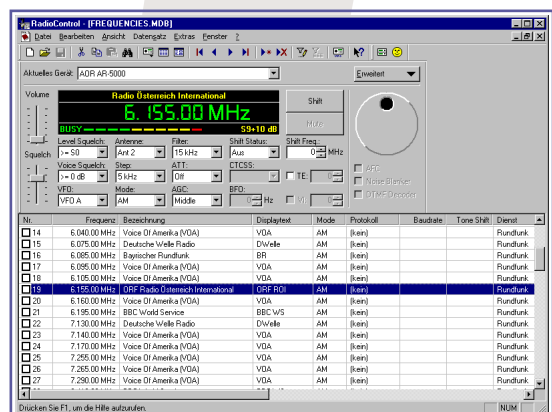 RadioControl - [FREQUENCIES.MDB]
Datei Bearbeiten Ansicht Datensatz Extras Fenster ?
Aktuelles Gerät: AOR AR-5000 Erweitert
Volume Radio Österreich International Shift
6.155.00 MHz Mute
BUSY S9+10 dB
Level Squelch: Antenne: Filter: Shift Status: Shift Freq.:
>= S0 Ant 2 15 kHz Aus 0 MHz
Squelch Voice Squelch: Step: ATT: CTCSS:
>= 0 dB 5 kHz Off TE: 0 AFC
Noise Blanker
VFO: Mode: AGC: BFO: DTMF Decoder
VFO A AM Middle 0 Hz VI: 0
Nr. Frequenz Bezeichnung Displaytext Mode Protokoll Baudrate Tone Shift Dienst
14 6.040.00 MHz Voice Of Amerika (VOA) VOA AM (kein) Rundfunk
15 6.075.00 MHz Deutsche Welle Radio DWelle AM (kein) Rundfunk
16 6.085.00 MHz Bayrischer Rundfunk BR AM (kein) Rundfunk
17 6.095.00 MHz Voice Of Amerika (VOA) VOA AM (kein) Rundfunk
18 6.105.00 MHz Voice Of Amerika (VOA) VOA AM (kein) Rundfunk
19 6.155.00 MHz ORF Radio Österreich International ORF ROI AM (kein) Rundfunk
20 6.160.00 MHz Voice Of Amerika (VOA) VOA AM (kein) Rundfunk
21 6.195.00 MHz BBC World Service BBC WS AM (kein) Rundfunk
22 7.130.00 MHz Deutsche Welle Radio DWelle AM (kein) Rundfunk
23 7.140.00 MHz Voice Of Amerika (VOA) VOA AM (kein) Rundfunk
24 7.170.00 MHz Voice Of Amerika (VOA) VOA AM (kein) Rundfunk
25 7.255.00 MHz Voice Of Amerika (VOA) VOA AM (kein) Rundfunk
26 7.265.00 MHz Voice Of Amerika (VOA) VOA AM (kein) Rundfunk
27 7.290.00 MHz Voice Of Amerika (VOA) VOA AM (kein) Rundfunk
Drücken Sie F1, um die Hilfe aufzurufen. NUM